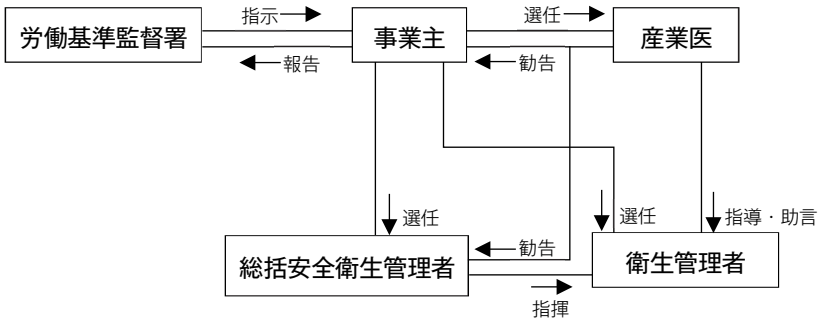 指示
選任
労働基準監督署
事業主
産業医
報告
勧告
選任
選任
指導・助言
勧告
総括安全衛生管理者
衛生管理者
指揮